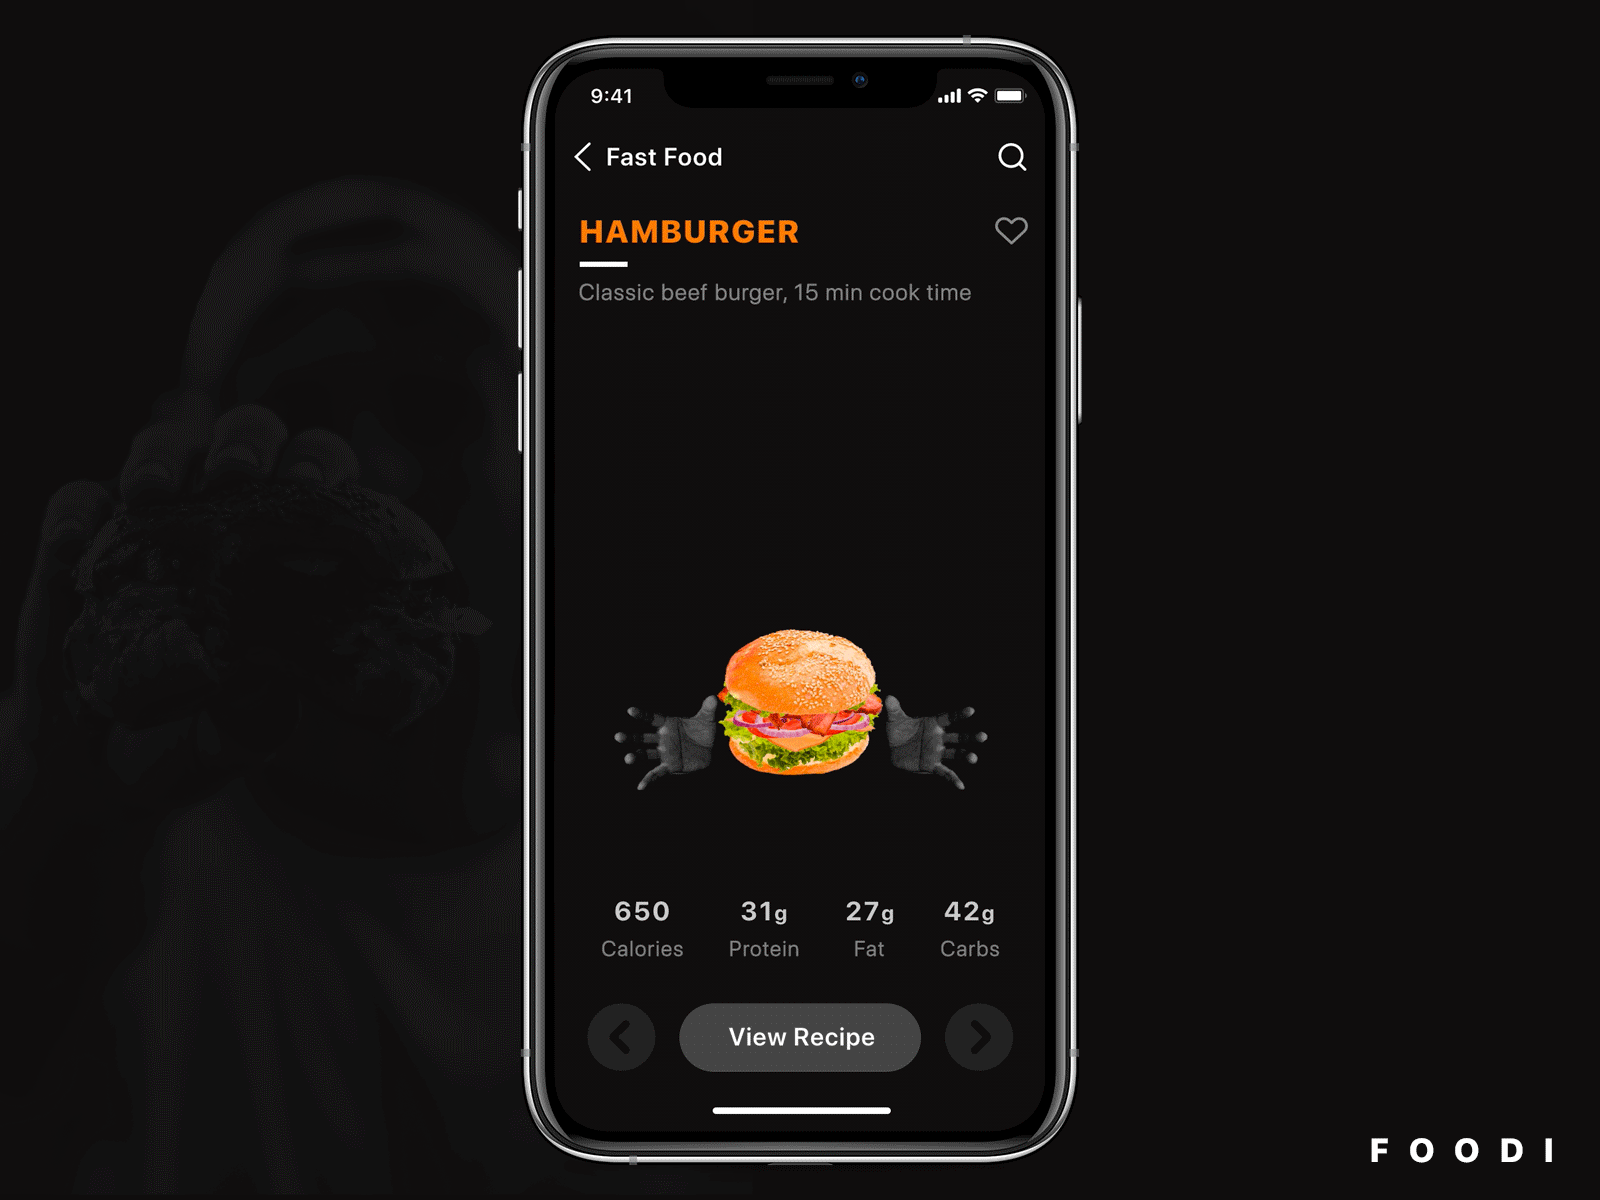 9:41
Fast Food
HAMBURGER
Classic beef burger, 15 min cook time
650 31g 27g 42g
Calories Protein Fat Carbs
View Recipe
FOODI